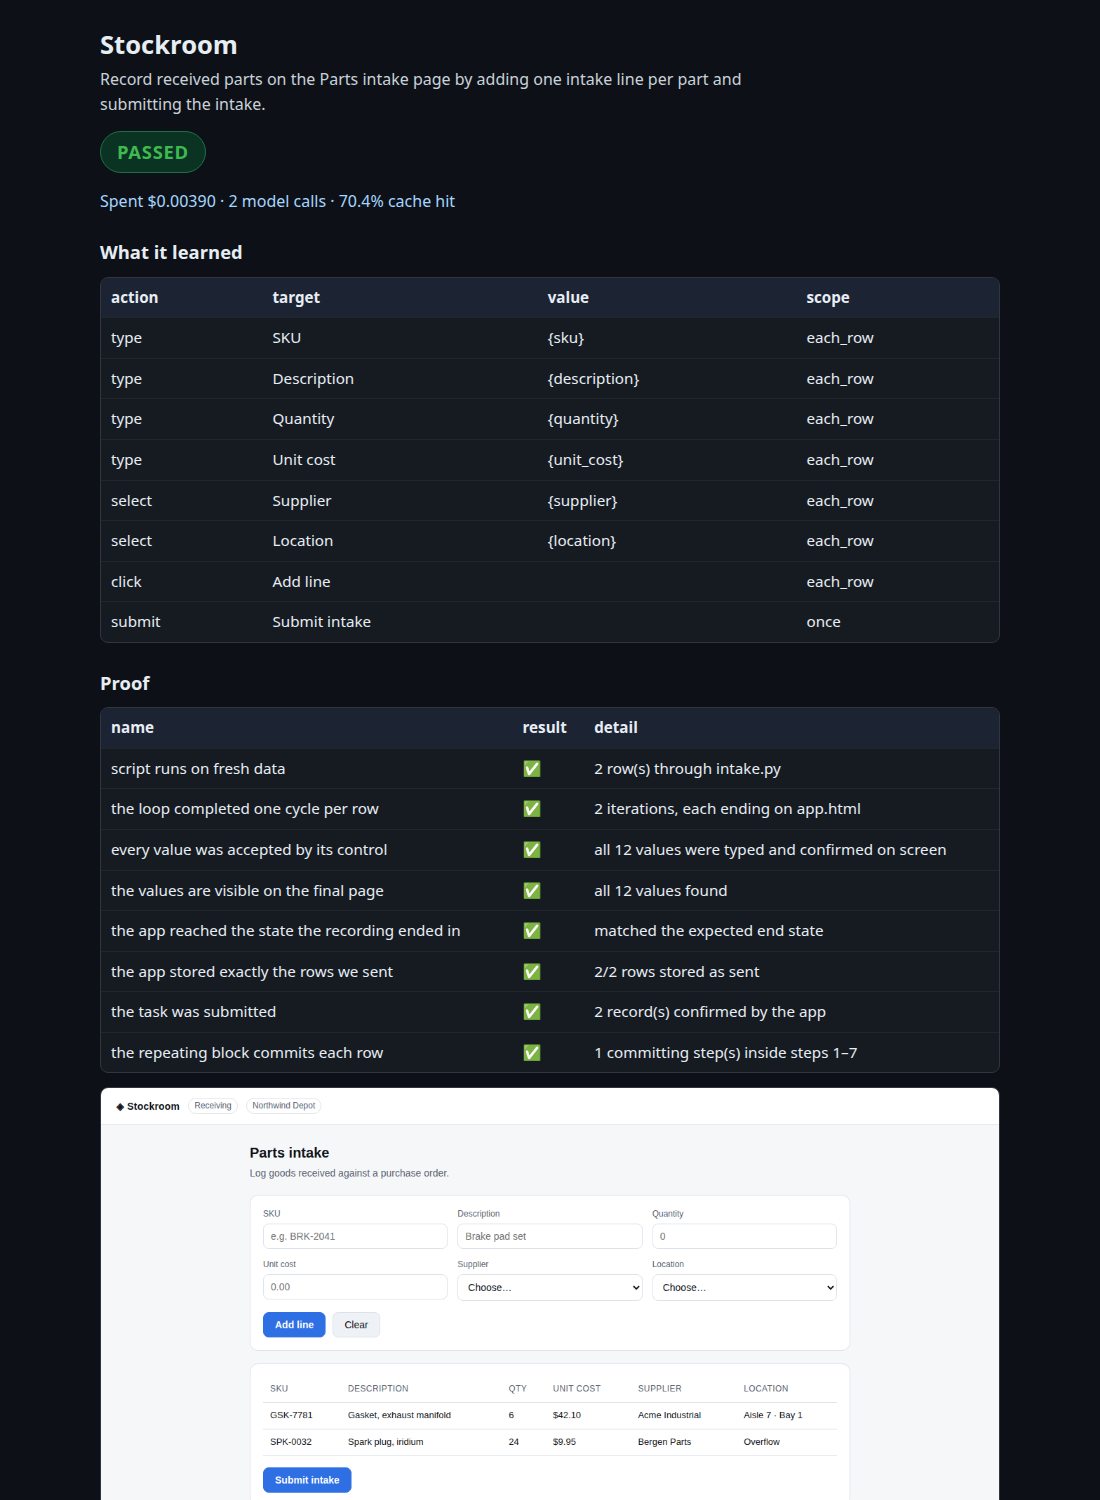 Stockroom
Record received parts on the Parts intake page by adding one intake line per part and
submitting the intake.
PASSED
Spent $0.00390 · 2 model calls · 70.4% cache hit
What it learned
action target value scope
type SKU {sku} each_row
type Description {description} each_row
type Quantity {quantity} each_row
type Unit cost {unit_cost} each_row
select Supplier {supplier} each_row
select Location {location} each_row
click Add line each_row
submit Submit intake once
Proof
name result detail
script runs on fresh data ✅ 2 row(s) through intake.py
the loop completed one cycle per row ✅ 2 iterations, each ending on app.html
every value was accepted by its control ✅ all 12 values were typed and confirmed on screen
the values are visible on the final page ✅ all 12 values found
the app reached the state the recording ended in ✅ matched the expected end state
the app stored exactly the rows we sent ✅ 2/2 rows stored as sent
the task was submitted ✅ 2 record(s) confirmed by the app
the repeating block commits each row ✅ 1 committing step(s) inside steps 1–7
◈ Stockroom Receiving Northwind Depot
Parts intake
Log goods received against a purchase order.
SKU Description Quantity
e.g. BRK-2041 Brake pad set 0
Unit cost Supplier Location
0.00 Choose… Choose…
Add line Clear
SKU DESCRIPTION QTY UNIT COST SUPPLIER LOCATION
GSK-7781 Gasket, exhaust manifold 6 $42.10 Acme Industrial Aisle 7 · Bay 1
SPK-0032 Spark plug, iridium 24 $9.95 Bergen Parts Overflow
Submit intake